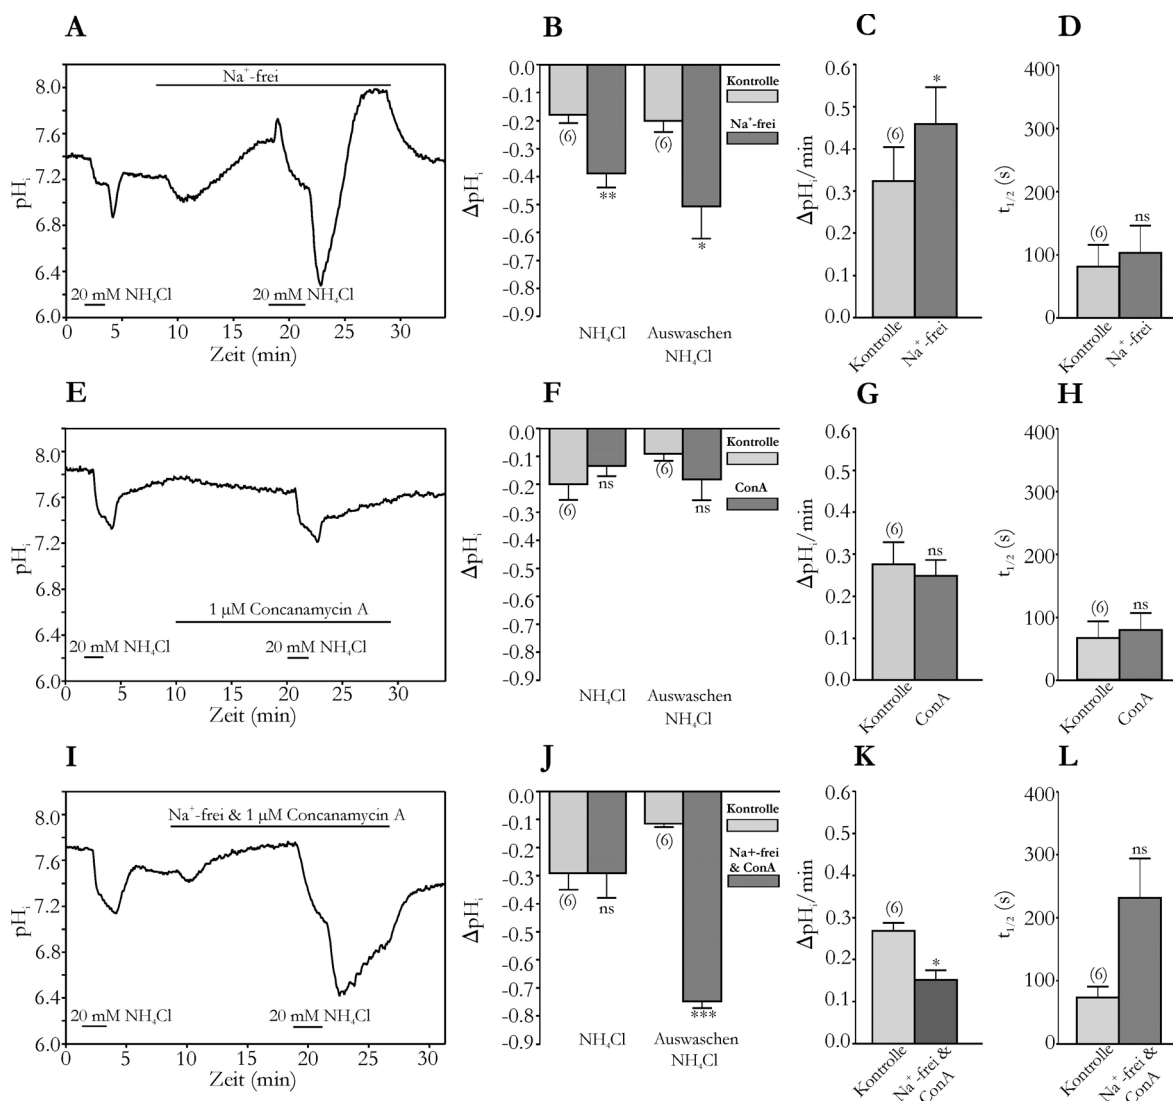 A
pHᵢ
8.0
7.6
7.2
6.8
6.4
6.0
Na⁺-frei
20 mM NH₄Cl
20 mM NH₄Cl
0 5 10 15 20 25 30
Zeit (min)
B
ΔpHᵢ
0.0
-0.1
-0.2
-0.3
-0.4
-0.5
-0.6
-0.7
-0.8
-0.9
(6)
**
(6)
*
Kontrolle
Na⁺-frei
NH₄Cl
Auswaschen
NH₄Cl
C
ΔpHᵢ/min
0.6
0.5
0.4
0.3
0.2
0.1
0.0
(6)
*
Kontrolle
Na⁺-frei
D
t₁/₂ (s)
400
300
200
100
0
(6)
ns
Kontrolle
Na⁺-frei
E
pHᵢ
8.0
7.6
7.2
6.8
6.4
6.0
1 µM Concanamycin A
20 mM NH₄Cl
20 mM NH₄Cl
0 5 10 15 20 25 30
Zeit (min)
F
ΔpHᵢ
0.0
-0.1
-0.2
-0.3
-0.4
-0.5
-0.6
-0.7
-0.8
-0.9
(6)
ns
(6)
ns
Kontrolle
ConA
NH₄Cl
Auswaschen
NH₄Cl
G
ΔpHᵢ/min
0.6
0.5
0.4
0.3
0.2
0.1
0.0
(6)
ns
Kontrolle
ConA
H
t₁/₂ (s)
400
300
200
100
0
(6)
ns
Kontrolle
ConA
I
pHᵢ
8.0
7.6
7.2
6.8
6.4
6.0
Na⁺-frei & 1 µM Concanamycin A
20 mM NH₄Cl
20 mM NH₄Cl
0 5 10 15 20 25 30
Zeit (min)
J
ΔpHᵢ
0.0
-0.1
-0.2
-0.3
-0.4
-0.5
-0.6
-0.7
-0.8
-0.9
(6)
ns
(6)
***
Kontrolle
Na+-frei
& ConA
NH₄Cl
Auswaschen
NH₄Cl
K
ΔpHᵢ/min
0.6
0.5
0.4
0.3
0.2
0.1
0.0
(6)
*
Kontrolle
Na⁺-frei &
ConA
L
t₁/₂ (s)
400
300
200
100
0
(6)
ns
Kontrolle
Na⁺-frei &
ConA